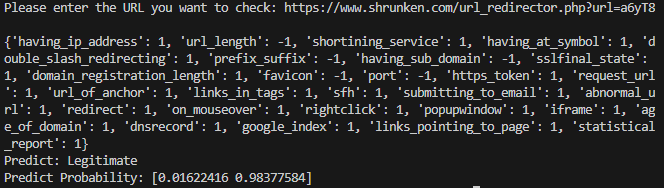 Please enter the URL you want to check: https://www.shrunken.com/url_redirector.php?url=a6yT8
{'having_ip_address': 1, 'url_length': -1, 'shortining_service': 1, 'having_at_symbol': 1, 'd
ouble_slash_redirecting': 1, 'prefix_suffix': -1, 'having_sub_domain': -1, 'sslfinal_state':
1, 'domain_registration_length': 1, 'favicon': -1, 'port': -1, 'https_token': 1, 'request_url
': 1, 'url_of_anchor': 1, 'links_in_tags': 1, 'sfh': 1, 'submitting_to_email': 1, 'abnormal_u
rl': 1, 'redirect': 1, 'on_mouseover': 1, 'rightclick': 1, 'popupwindow': 1, 'iframe': 1, 'ag
e_of_domain': 1, 'dnsrecord': 1, 'google_index': 1, 'links_pointing_to_page': 1, 'statistical
_report': 1}
Predict: Legitimate
Predict Probability: [0.01622416 0.98377584]